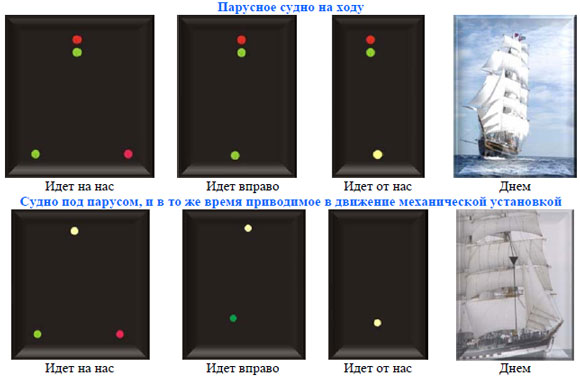 Парусное судно на ходу
Идет на нас Идет вправо Идет от нас Днем
Судно под парусом, и в то же время приводимое в движение механической установкой
Идет на нас Идет вправо Идет от нас Днем